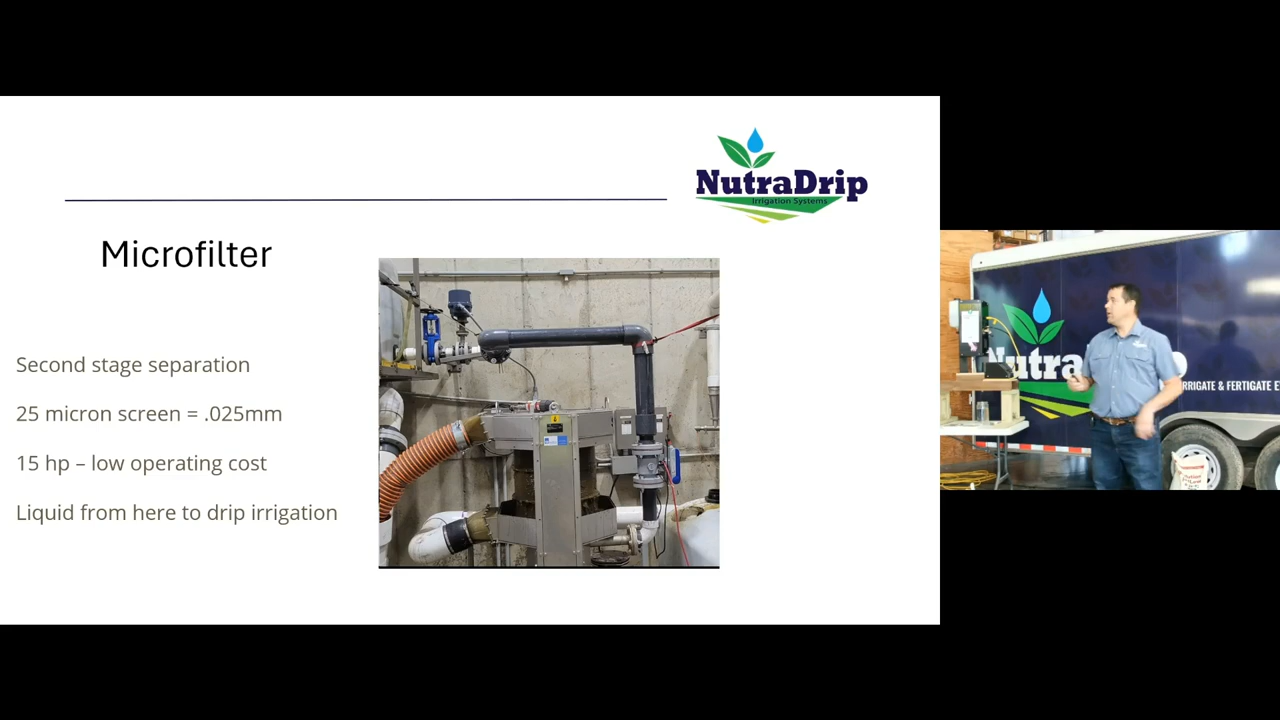 NutraDrip
Irrigation Systems
Microfilter
Second stage separation
25 micron screen = .025mm
15 hp – low operating cost
Liquid from here to drip irrigation
IRRIGATE & FERTIGATE